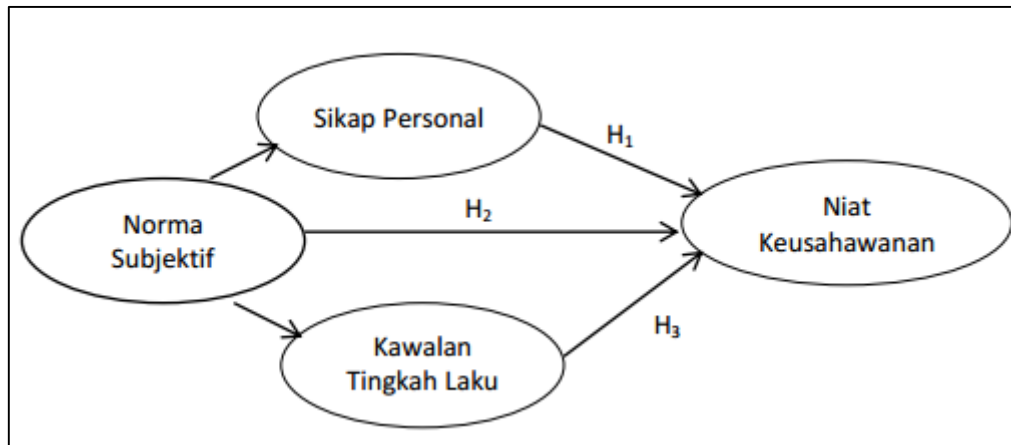 Sikap Personal
H₁
Norma
Subjektif
H₂
Niat
Keusahawanan
Kawalan
Tingkah Laku
H₃